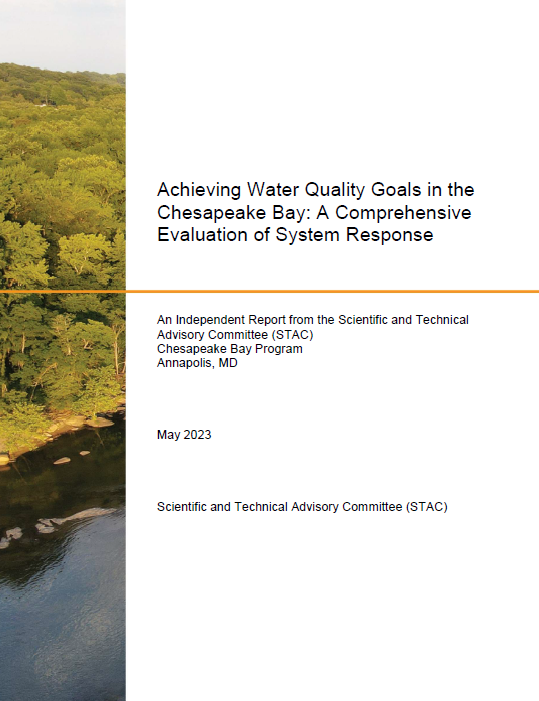 Achieving Water Quality Goals in the
Chesapeake Bay: A Comprehensive
Evaluation of System Response
An Independent Report from the Scientific and Technical
Advisory Committee (STAC)
Chesapeake Bay Program
Annapolis, MD
May 2023
Scientific and Technical Advisory Committee (STAC)